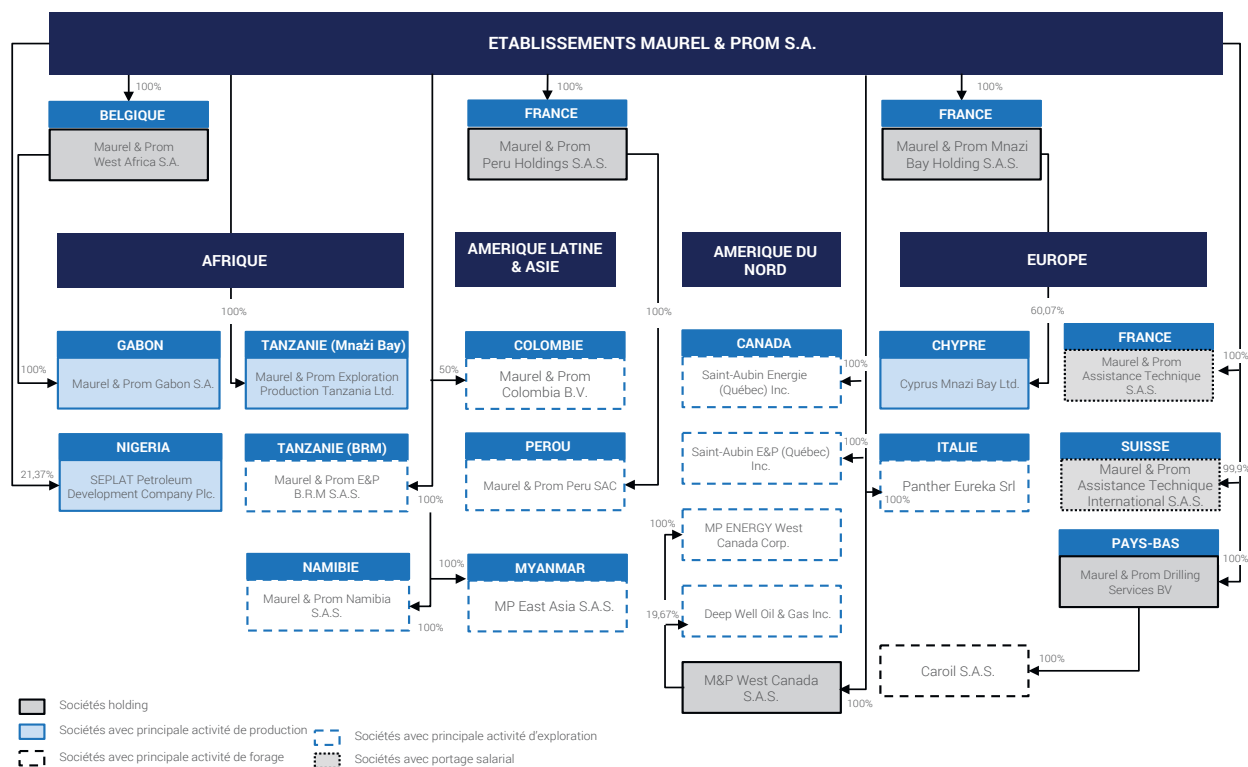 ETABLISSEMENTS MAUREL & PROM S.A.
100%
100%
100%
BELGIQUE
Maurel & Prom
West Africa S.A.
FRANCE
Maurel & Prom
Peru Holdings S.A.S.
FRANCE
Maurel & Prom Mnazi
Bay Holding S.A.S.
AFRIQUE
AMERIQUE LATINE
& ASIE
AMERIQUE DU
NORD
EUROPE
100%
100%
60,07%
GABON
100%
Maurel & Prom Gabon S.A.
TANZANIE (Mnazi Bay)
Maurel & Prom Exploration
Production Tanzania Ltd.
50%
COLOMBIE
Maurel & Prom
Colombia B.V.
CANADA
Saint-Aubin Energie
(Québec) Inc.
100%
CHYPRE
Cyprus Mnazi Bay Ltd.
FRANCE
Maurel & Prom
Assistance Technique
S.A.S.
100%
NIGERIA
21,37%
SEPLAT Petroleum
Development Company Plc.
TANZANIE (BRM)
Maurel & Prom E&P
B.R.M S.A.S.
100%
PEROU
Maurel & Prom Peru SAC
Saint-Aubin E&P (Québec)
Inc.
100%
ITALIE
100%
Panther Eureka Srl
SUISSE
Maurel & Prom
Assistance Technique
International S.A.S.
99,9%
100%
MP ENERGY West
Canada Corp.
NAMIBIE
Maurel & Prom Namibia
S.A.S.
100%
100%
MYANMAR
MP East Asia S.A.S.
19,67%
Deep Well Oil & Gas Inc.
PAYS-BAS
Maurel & Prom Drilling
Services BV
100%
M&P West Canada
S.A.S.
100%
Caroil S.A.S.
100%
Sociétés holding
Sociétés avec principale activité de production
Sociétés avec principale activité d'exploration
Sociétés avec principale activité de forage
Sociétés avec portage salarial